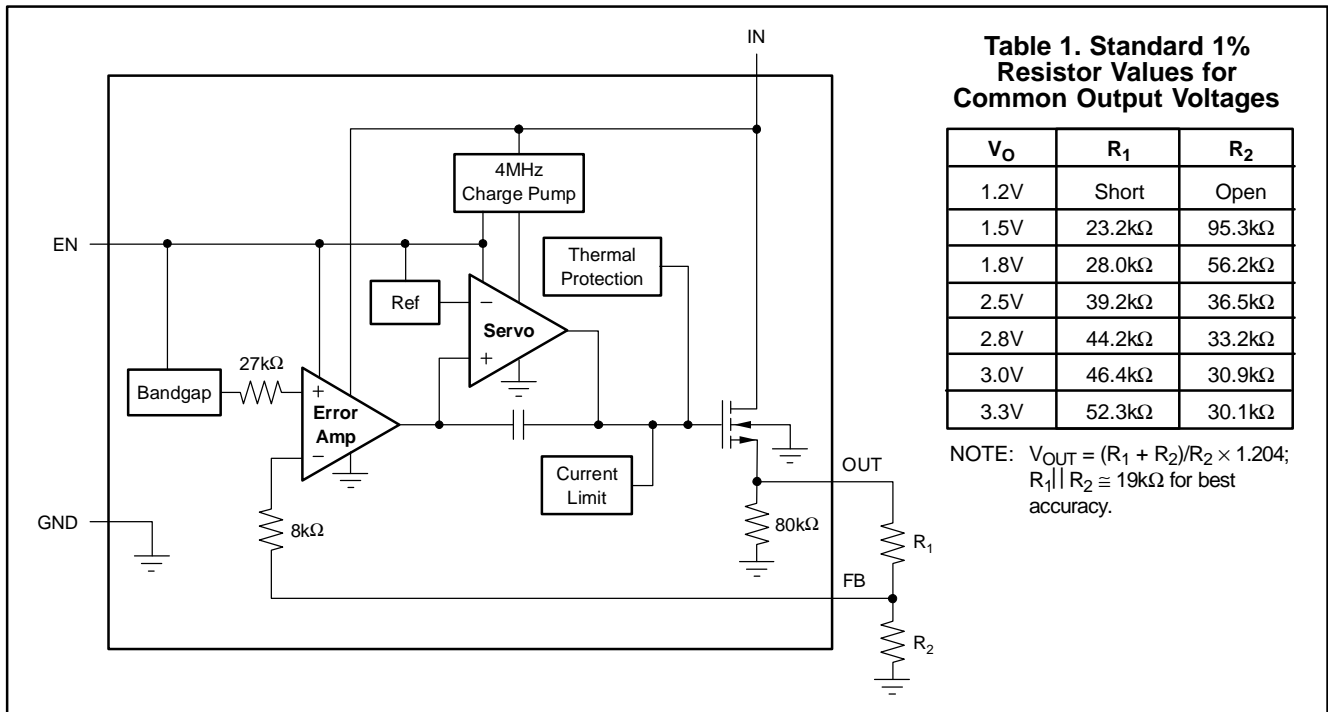 IN
4MHz
Charge Pump
EN
Thermal
Protection
Ref
−
Servo
+
27kΩ
Bandgap
+
Error
Amp
−
Current
Limit
OUT
GND
8kΩ
80kΩ
R1
FB
R2
Table 1. Standard 1%
Resistor Values for
Common Output Voltages
VO R1 R2
1.2V Short Open
1.5V 23.2kΩ 95.3kΩ
1.8V 28.0kΩ 56.2kΩ
2.5V 39.2kΩ 36.5kΩ
2.8V 44.2kΩ 33.2kΩ
3.0V 46.4kΩ 30.9kΩ
3.3V 52.3kΩ 30.1kΩ
NOTE: VOUT = (R1 + R2)/R2 × 1.204;
R1|| R2 ≅ 19kΩ for best
accuracy.